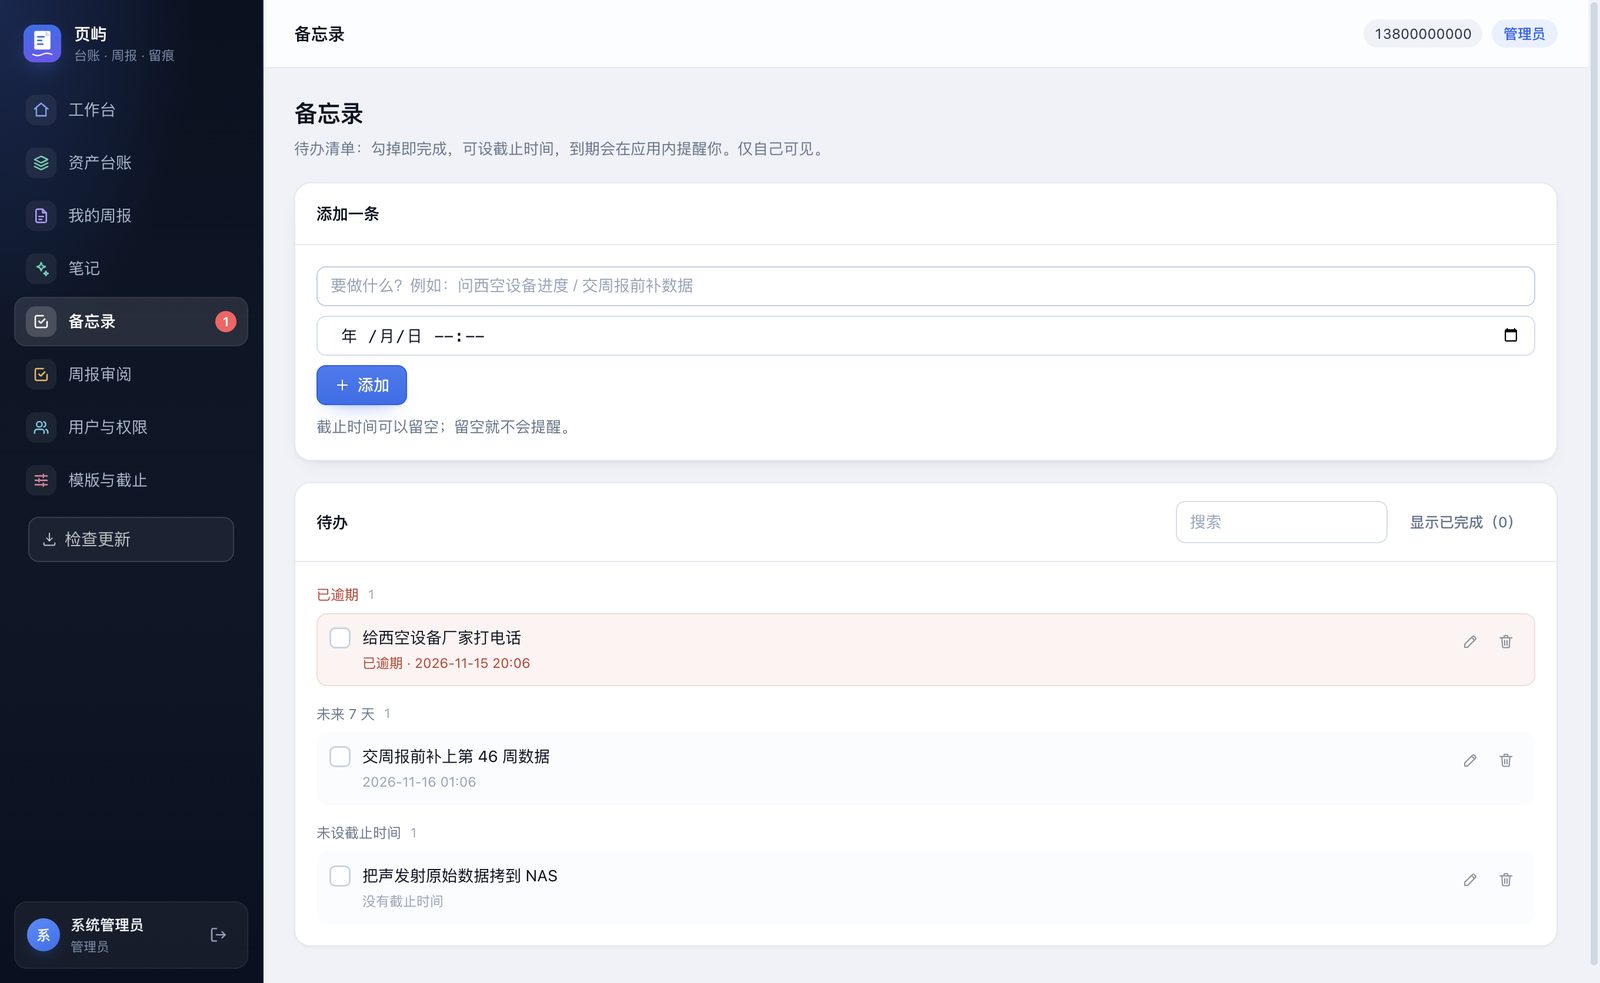 页屿
台账 · 周报 · 留痕
工作台
资产台账
我的周报
笔记
备忘录 1
周报审阅
用户与权限
模版与截止
检查更新
系 系统管理员
管理员
备忘录
13800000000 管理员
备忘录
待办清单：勾掉即完成，可设截止时间，到期会在应用内提醒你。仅自己可见。
添加一条
要做什么？例如：问西空设备进度 / 交周报前补数据
年 /月/日 --:--
+ 添加
截止时间可以留空；留空就不会提醒。
待办
搜索
显示已完成（0）
已逾期 1
给西空设备厂家打电话
已逾期 · 2026-11-15 20:06
未来 7 天 1
交周报前补上第 46 周数据
2026-11-16 01:06
未设截止时间 1
把声发射原始数据拷到 NAS
没有截止时间